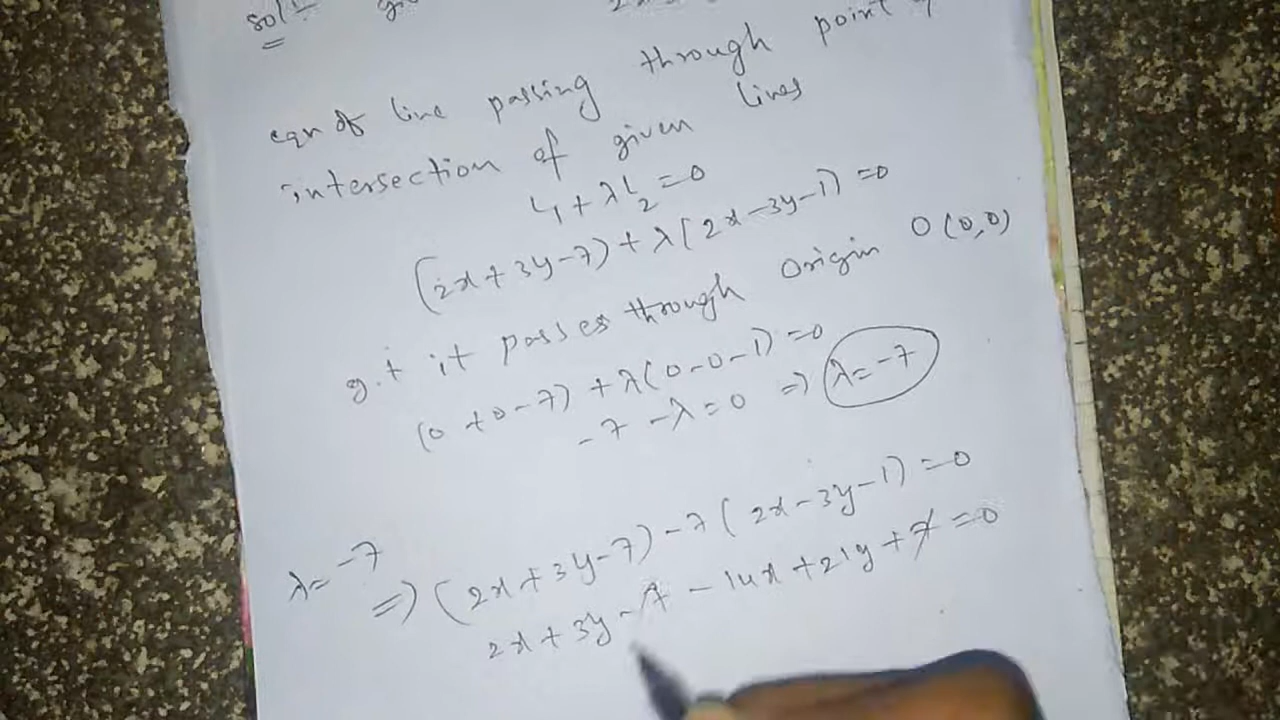 sol:-
eqn of line passing through point of
intersection of given lines
L1 + λL2 = 0
(2x + 3y - 7) + λ(2x - 3y - 1) = 0
g.t it passes through origin O(0,0)
(0 + 0 - 7) + λ(0 - 0 - 1) = 0
-7 - λ = 0 => λ = -7
λ = -7
=> (2x + 3y - 7) - 7(2x - 3y - 1) = 0
2x + 3y - 7 - 14x + 21y + 7 = 0